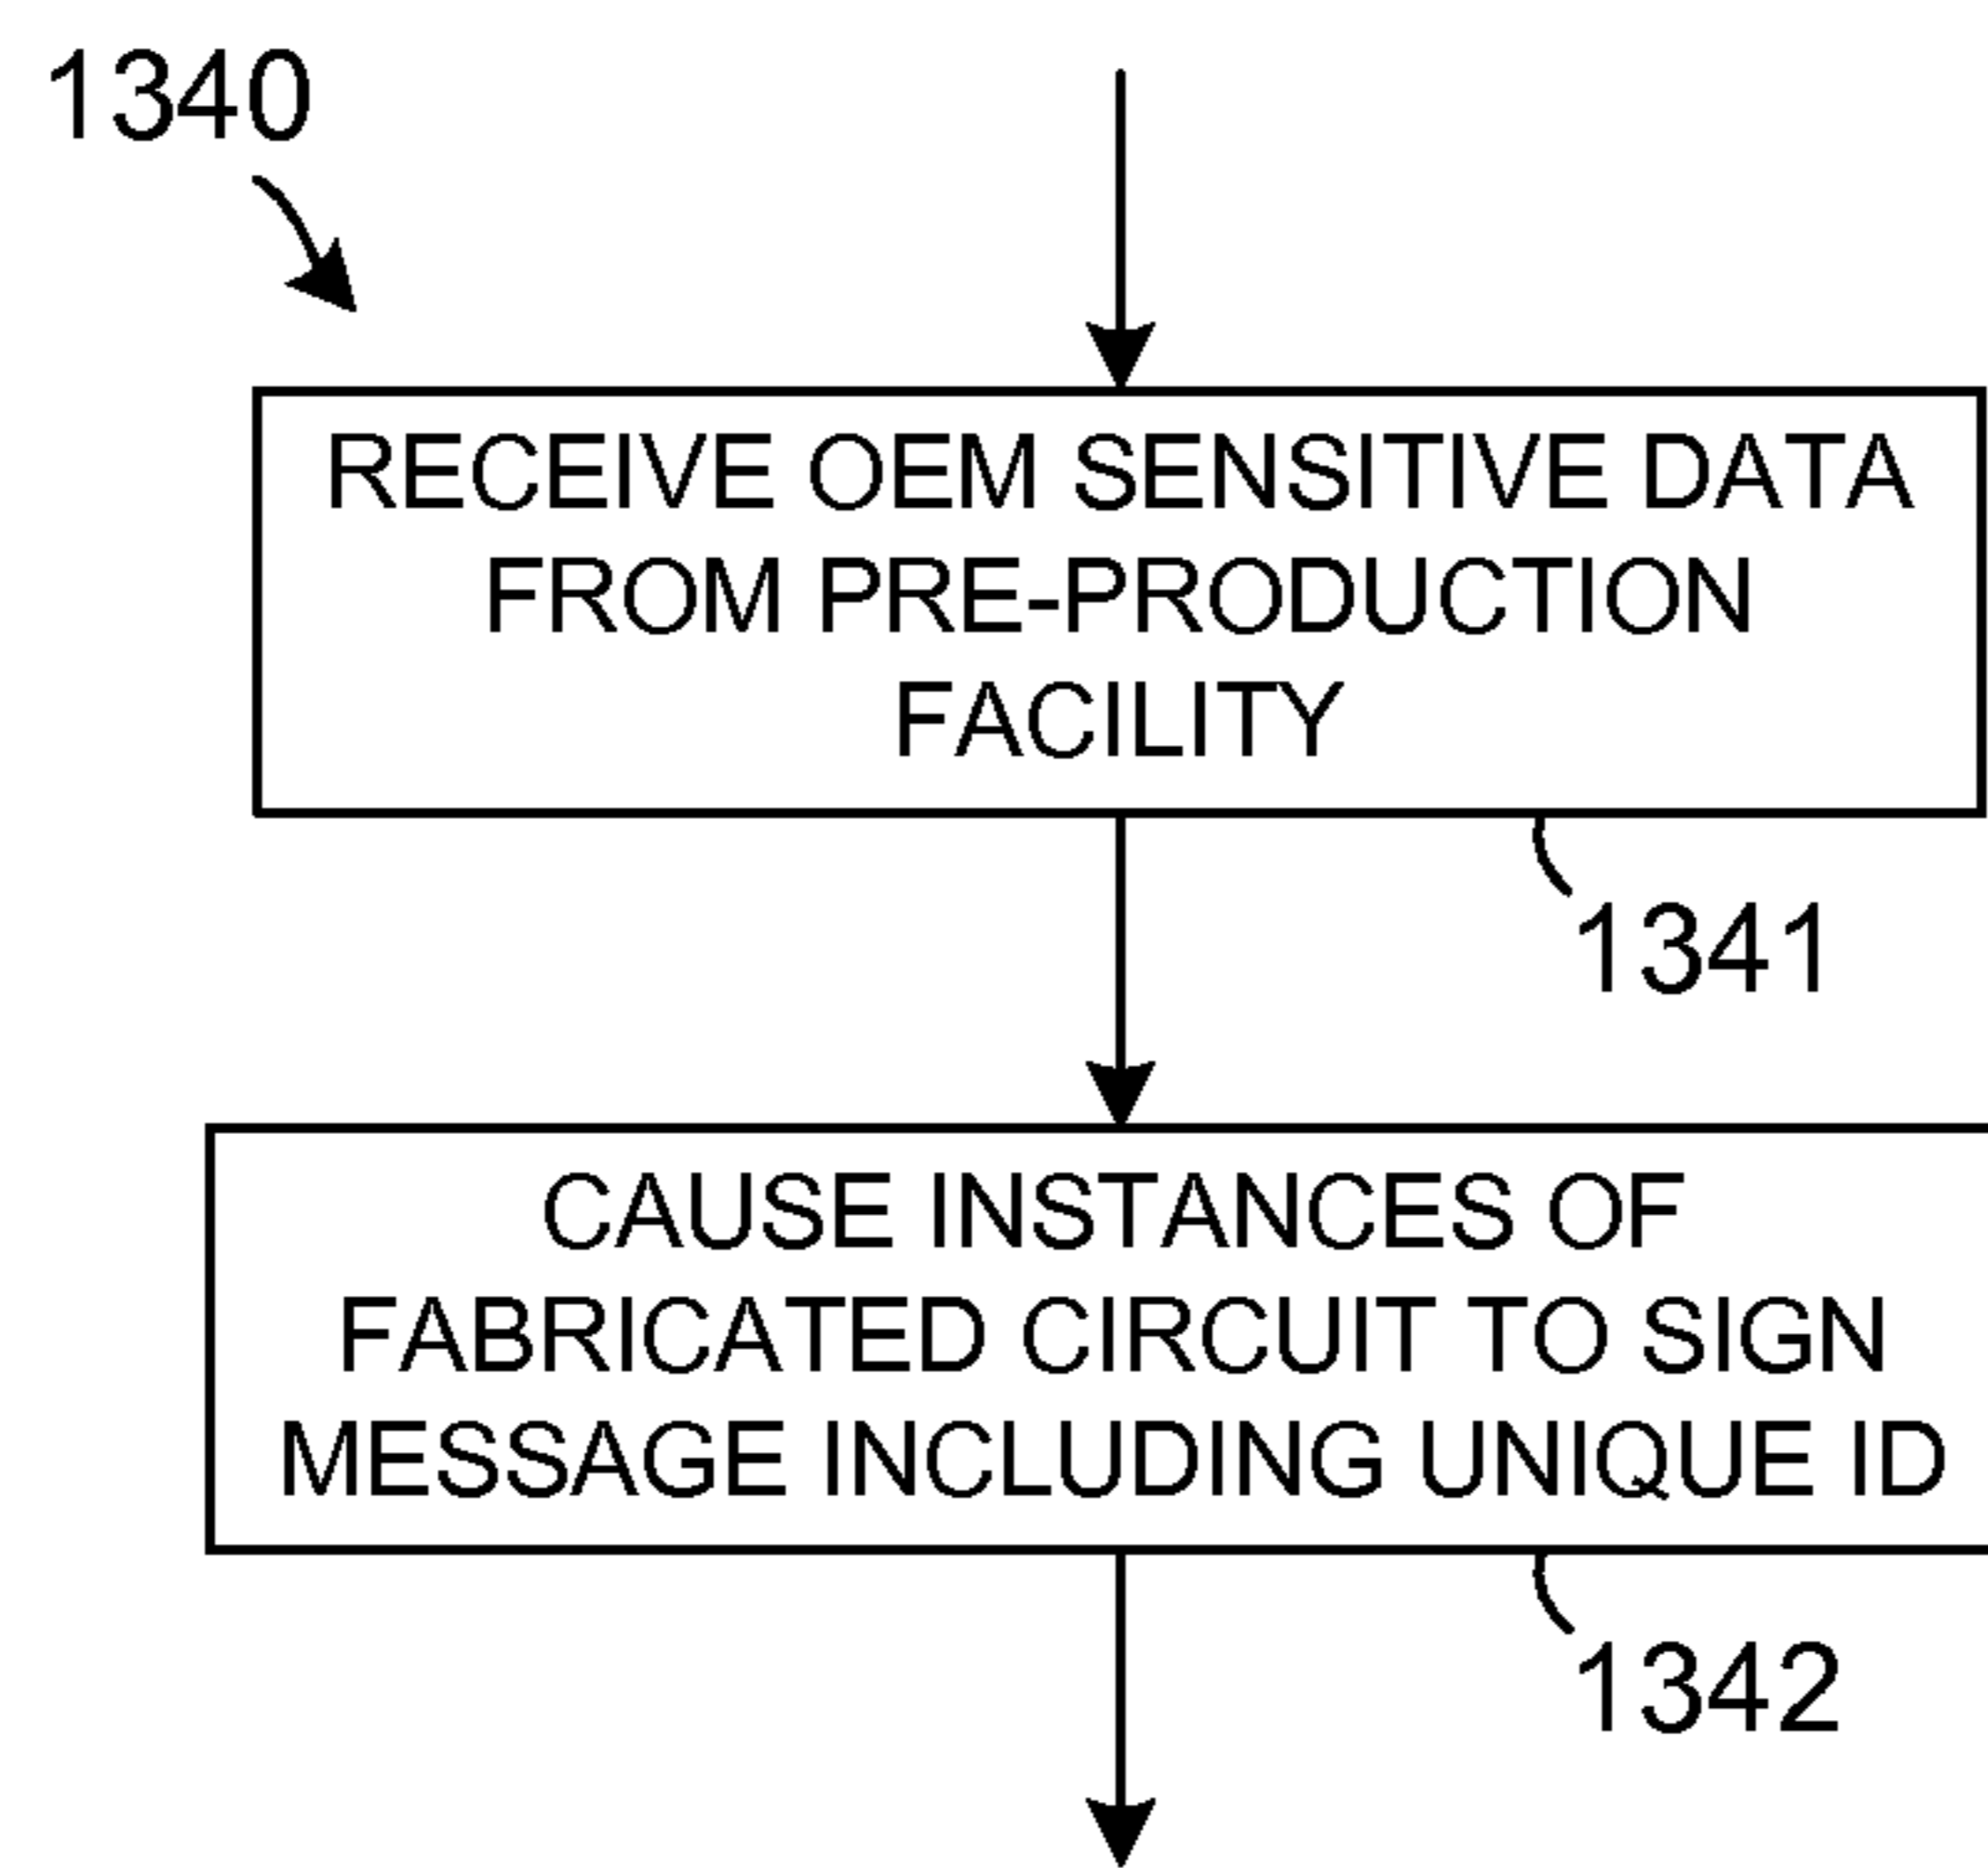 1340
RECEIVE OEM SENSITIVE DATA
FROM PRE-PRODUCTION
FACILITY
1341
CAUSE INSTANCES OF
FABRICATED CIRCUIT TO SIGN
MESSAGE INCLUDING UNIQUE ID
1342